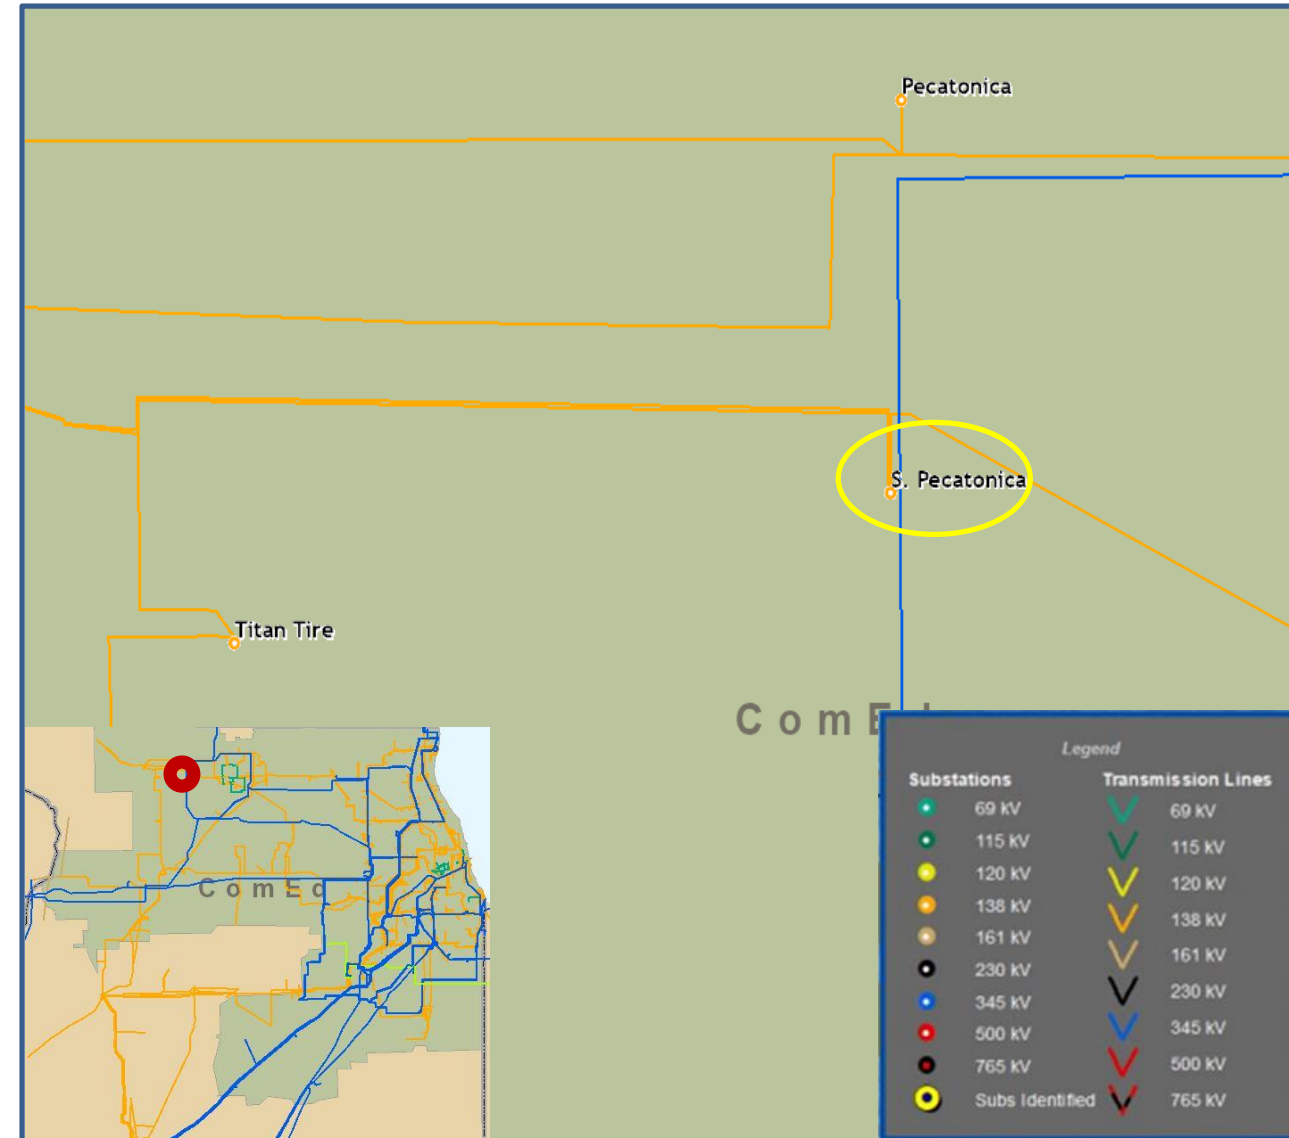 Pecatonica
S. Pecatonica
Titan Tire
ComEd
ComEd
Legend
Substations Transmission Lines
69 kV 69 kV
115 kV 115 kV
120 kV 120 kV
138 kV 138 kV
161 kV 161 kV
230 kV 230 kV
345 kV 345 kV
500 kV 500 kV
765 kV 765 kV
Subs Identified